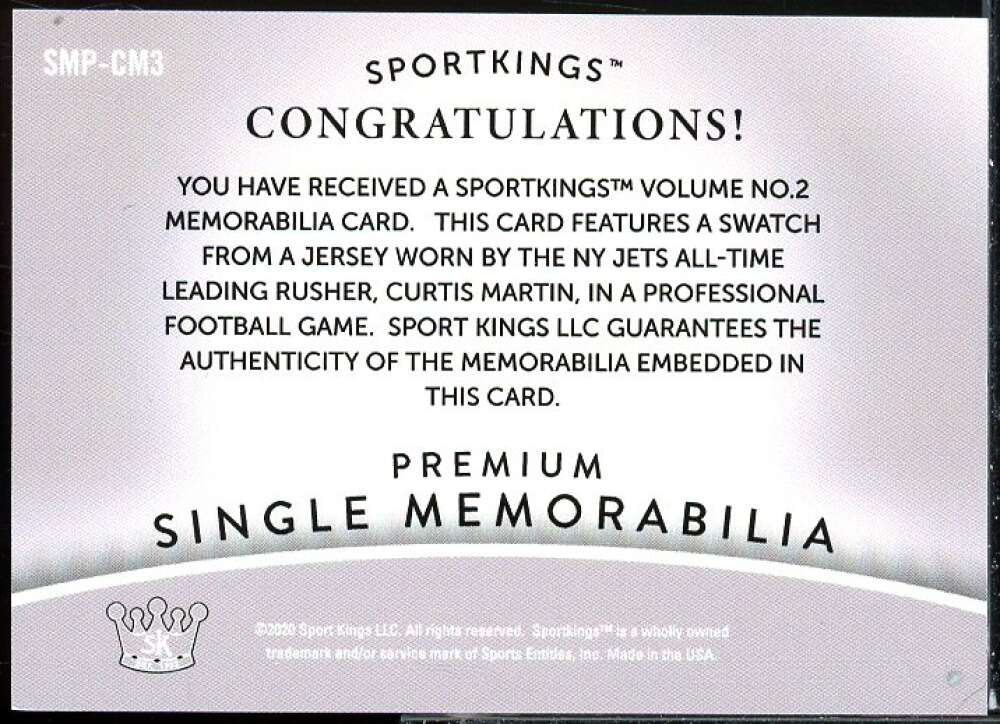 SMP-CM3
SPORTKINGS™
CONGRATULATIONS!
YOU HAVE RECEIVED A SPORTKINGS™ VOLUME NO.2
MEMORABILIA CARD. THIS CARD FEATURES A SWATCH
FROM A JERSEY WORN BY THE NY JETS ALL-TIME
LEADING RUSHER, CURTIS MARTIN, IN A PROFESSIONAL
FOOTBALL GAME. SPORT KINGS LLC GUARANTEES THE
AUTHENTICITY OF THE MEMORABILIA EMBEDDED IN
THIS CARD.
PREMIUM
SINGLE MEMORABILIA
SK
©2020 Sport Kings LLC. All rights reserved. Sportkings™ is a wholly owned
trademark and/or service mark of Sports Entities, Inc. Made in the USA.